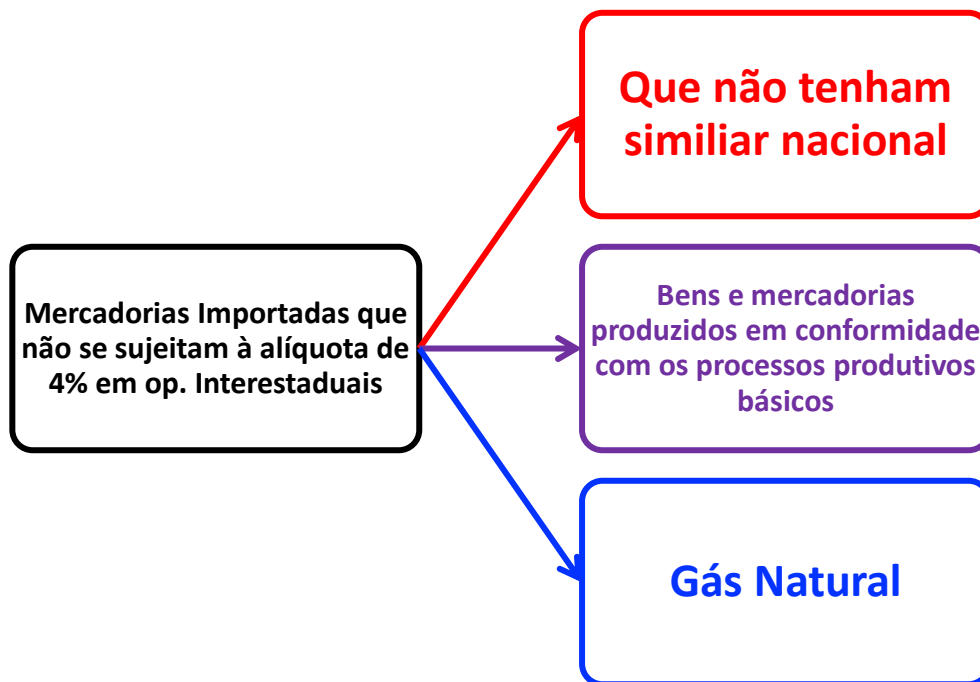 Que não tenham
similiar nacional
Mercadorias Importadas que
não se sujeitam à alíquota de
4% em op. Interestaduais
Bens e mercadorias
produzidos em conformidade
com os processos produtivos
básicos
Gás Natural